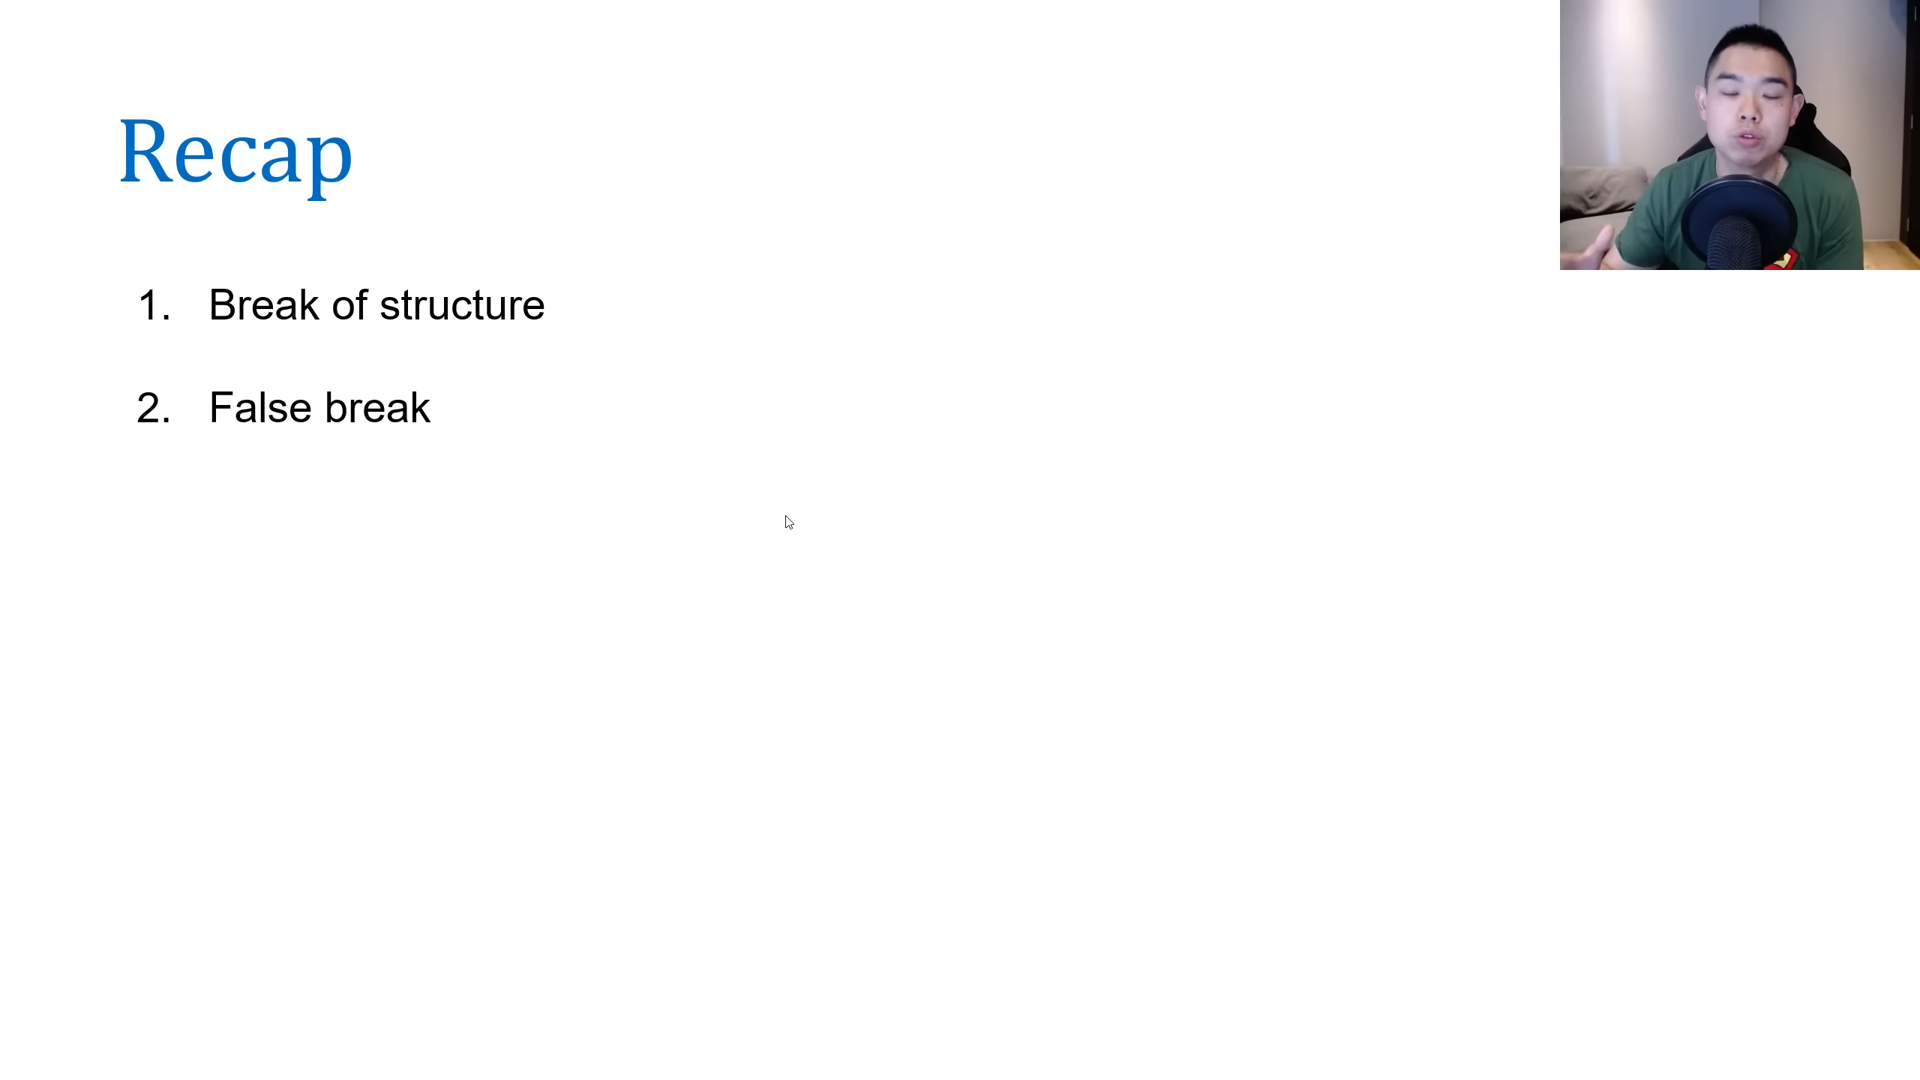 Recap
1. Break of structure
2. False break